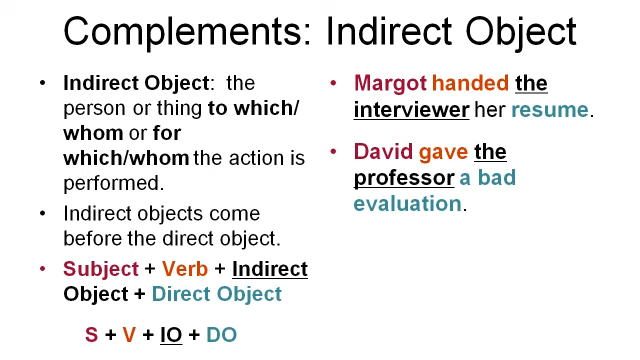 Complements: Indirect Object
• Indirect Object: the
person or thing to which/
whom or for
which/whom the action is
performed.
• Indirect objects come
before the direct object.
• Subject + Verb + Indirect
Object + Direct Object
S + V + IO + DO
• Margot handed the
interviewer her resume.
• David gave the
professor a bad
evaluation.